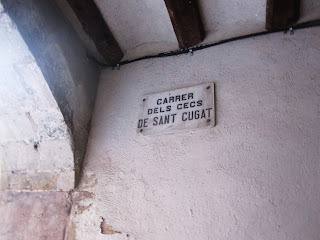 CARRER
DELS CECS
DE SANT CUGAT